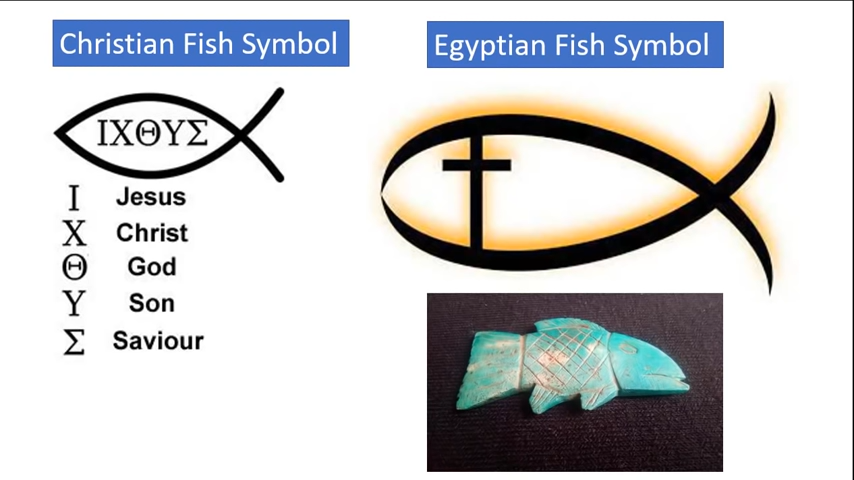 Christian Fish Symbol
Egyptian Fish Symbol
ΙΧΘΥΣ
Ι Jesus
Χ Christ
Θ God
Υ Son
Σ Saviour